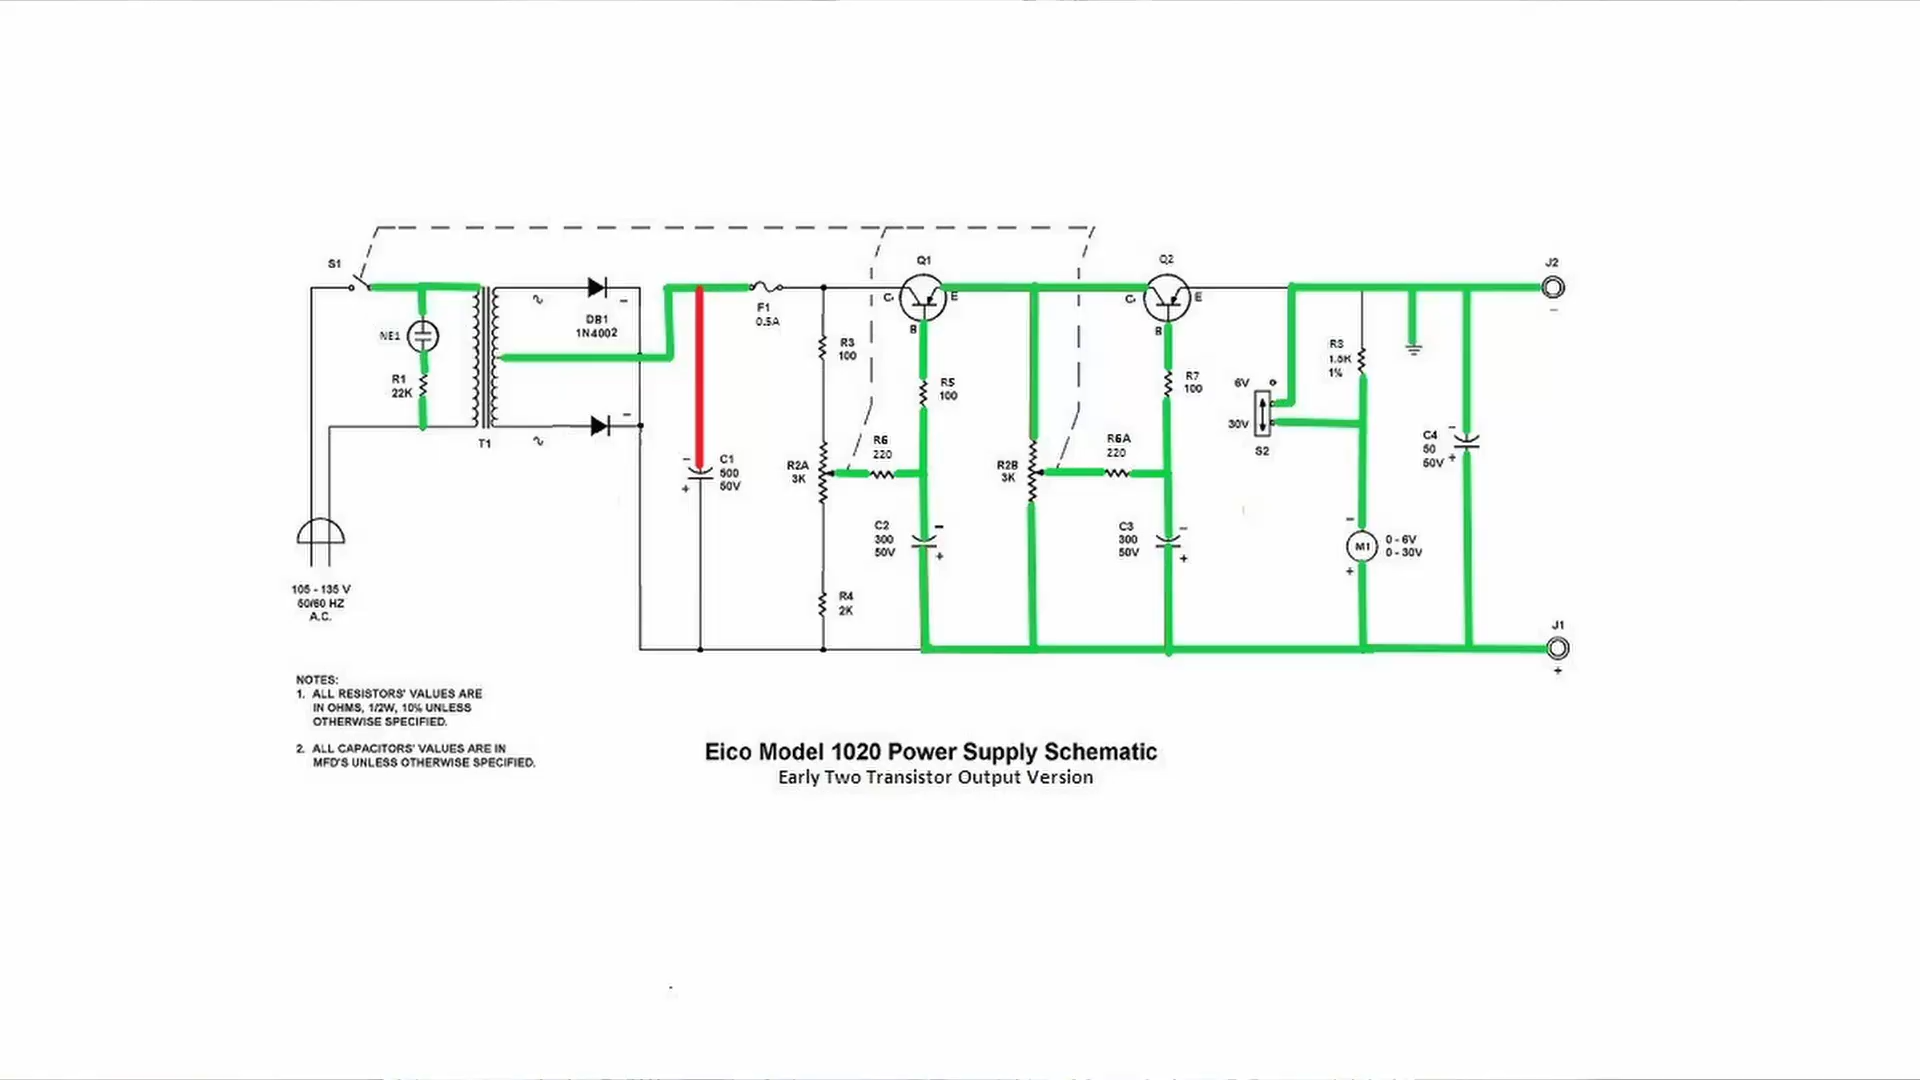 S1
NE1
R1
22K
T1
DB1
1N4002
F1
0.5A
C1
500
50V
R3
100
R2A
3K
R4
2K
Q1
C
E
B
R5
100
R6
220
C2
300
50V
R2B
3K
R6A
220
Q2
C
E
B
R7
100
C3
300
50V
6V
30V
S2
R3
1.5K
1%
M1
0 - 6V
0 - 30V
C4
50
50V
J2
J1
105 - 135 V
50/60 HZ
A.C.
NOTES:
1. ALL RESISTORS' VALUES ARE
IN OHMS, 1/2W, 10% UNLESS
OTHERWISE SPECIFIED.
2. ALL CAPACITORS' VALUES ARE IN
MFD'S UNLESS OTHERWISE SPECIFIED.
Eico Model 1020 Power Supply Schematic
Early Two Transistor Output Version